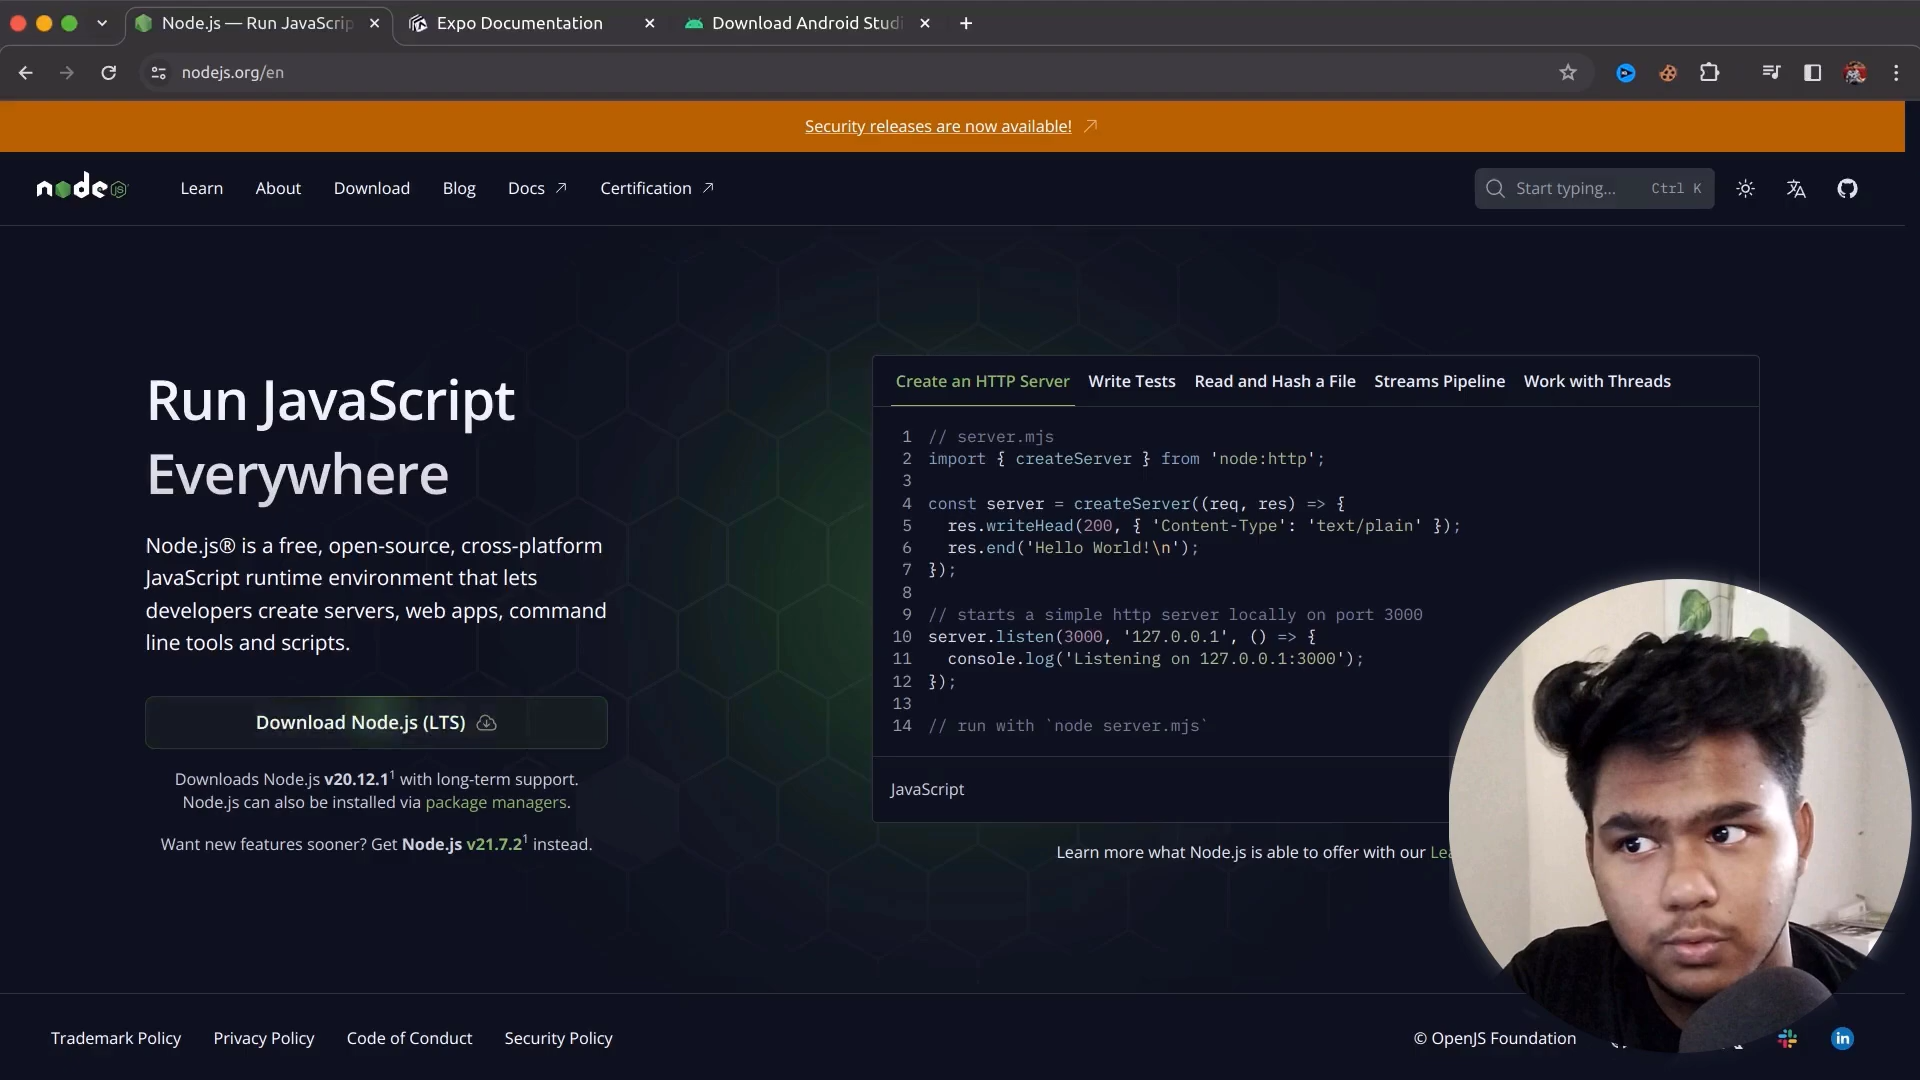 Node.js — Run JavaScrip
Expo Documentation
Download Android Studi
nodejs.org/en
Security releases are now available!
node JS
Learn
About
Download
Blog
Docs
Certification
Start typing...
Ctrl K
Run JavaScript
Everywhere
Node.js® is a free, open-source, cross-platform
JavaScript runtime environment that lets
developers create servers, web apps, command
line tools and scripts.
Download Node.js (LTS)
Downloads Node.js v20.12.1¹ with long-term support.
Node.js can also be installed via package managers.
Want new features sooner? Get Node.js v21.7.2¹ instead.
Create an HTTP Server
Write Tests
Read and Hash a File
Streams Pipeline
Work with Threads
1 // server.mjs
2 import { createServer } from 'node:http';
3
4 const server = createServer((req, res) => {
5 res.writeHead(200, { 'Content-Type': 'text/plain' });
6 res.end('Hello World!\n');
7 });
8
9 // starts a simple http server locally on port 3000
10 server.listen(3000, '127.0.0.1', () => {
11 console.log('Listening on 127.0.0.1:3000');
12 });
13
14 // run with `node server.mjs`
JavaScript
Learn more what Node.js is able to offer with our
Trademark Policy
Privacy Policy
Code of Conduct
Security Policy
© OpenJS Foundation
in